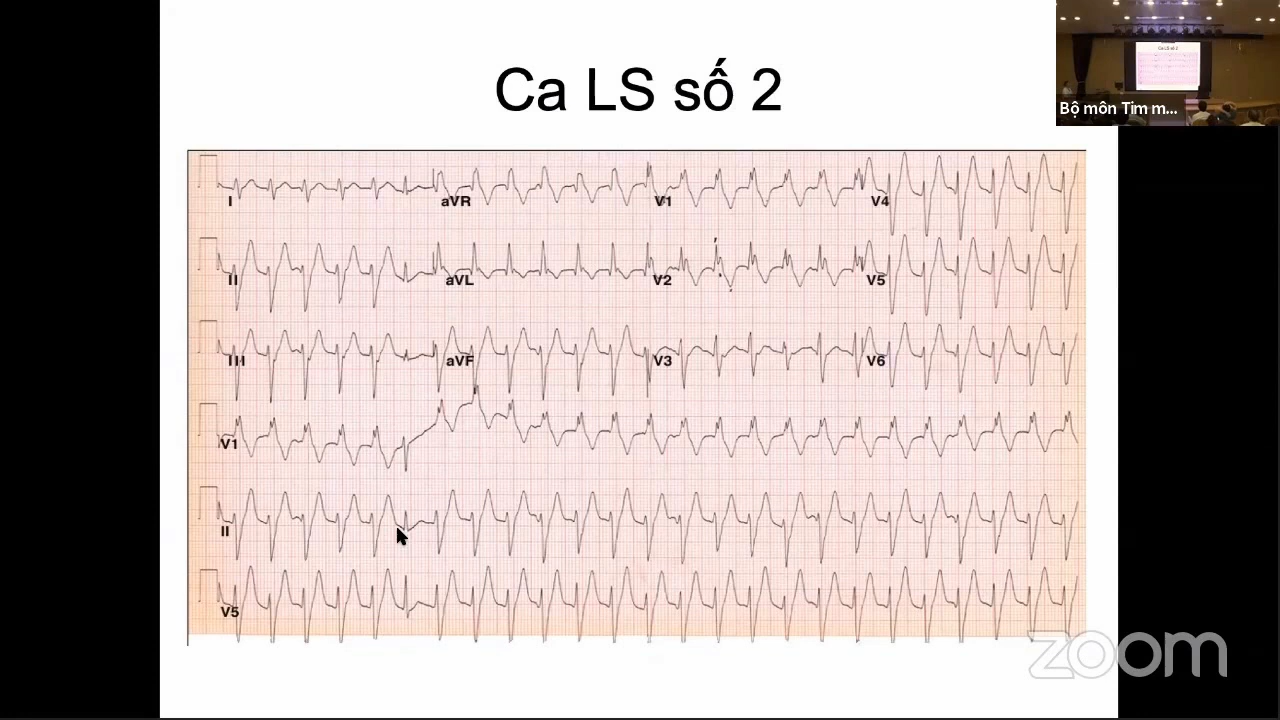 Ca LS số 2
Bộ môn Tim m...
I
aVR
V1
V4
II
aVL
V2
V5
III
aVF
V3
V6
V1
II
V5
zoom